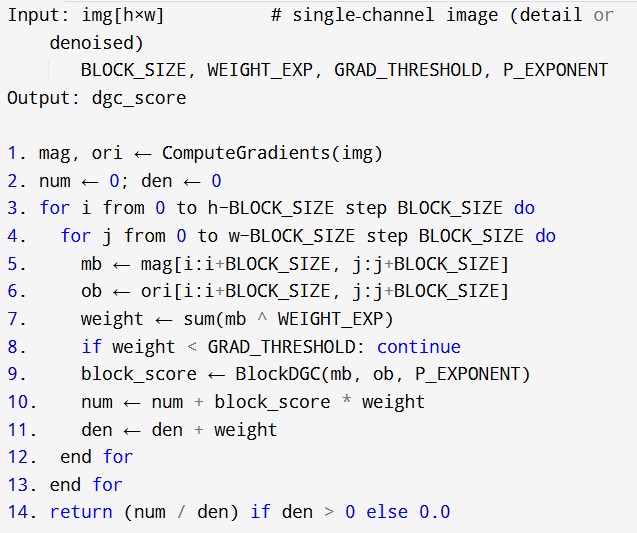 Input: img[h×w]          # single-channel image (detail or
    denoised)
       BLOCK_SIZE, WEIGHT_EXP, GRAD_THRESHOLD, P_EXPONENT
Output: dgc_score

1. mag, ori ← ComputeGradients(img)
2. num ← 0; den ← 0
3. for i from 0 to h−BLOCK_SIZE step BLOCK_SIZE do
4.   for j from 0 to w−BLOCK_SIZE step BLOCK_SIZE do
5.     mb ← mag[i:i+BLOCK_SIZE, j:j+BLOCK_SIZE]
6.     ob ← ori[i:i+BLOCK_SIZE, j:j+BLOCK_SIZE]
7.     weight ← sum(mb ^ WEIGHT_EXP)
8.     if weight < GRAD_THRESHOLD: continue
9.     block_score ← BlockDGC(mb, ob, P_EXPONENT)
10.    num ← num + block_score * weight
11.    den ← den + weight
12.  end for
13. end for
14. return (num / den) if den > 0 else 0.0